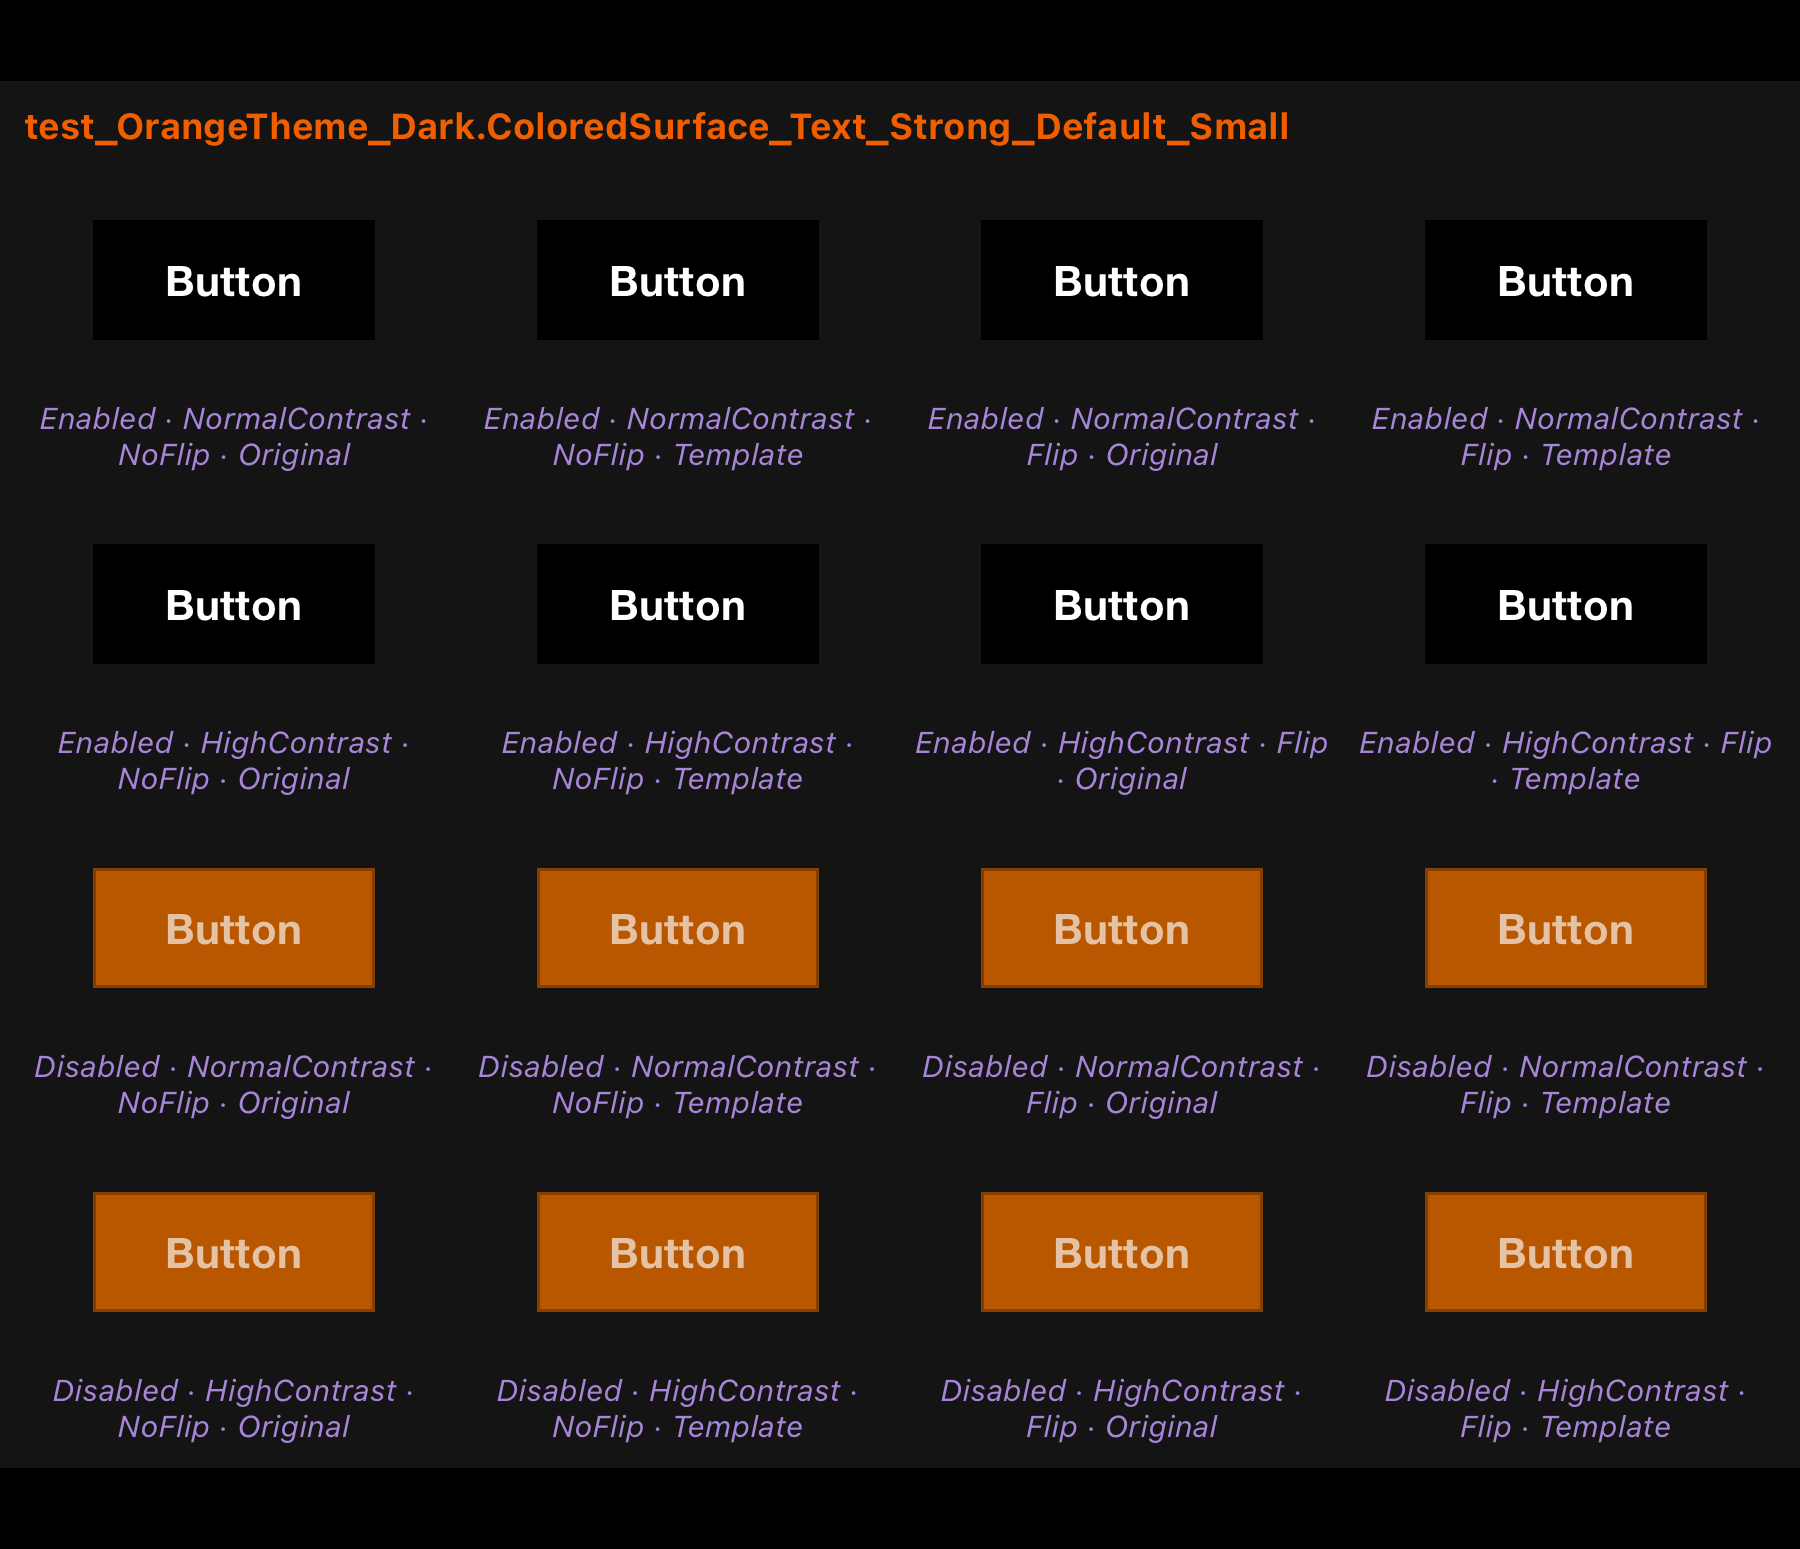 test_OrangeTheme_Dark.ColoredSurface_Text_Strong_Default_Small
Button Button Button Button
Enabled · NormalContrast ·
NoFlip · Original
Enabled · NormalContrast ·
NoFlip · Template
Enabled · NormalContrast ·
Flip · Original
Enabled · NormalContrast ·
Flip · Template
Button Button Button Button
Enabled · HighContrast ·
NoFlip · Original
Enabled · HighContrast ·
NoFlip · Template
Enabled · HighContrast · Flip
· Original
Enabled · HighContrast · Flip
· Template
Button Button Button Button
Disabled · NormalContrast ·
NoFlip · Original
Disabled · NormalContrast ·
NoFlip · Template
Disabled · NormalContrast ·
Flip · Original
Disabled · NormalContrast ·
Flip · Template
Button Button Button Button
Disabled · HighContrast ·
NoFlip · Original
Disabled · HighContrast ·
NoFlip · Template
Disabled · HighContrast ·
Flip · Original
Disabled · HighContrast ·
Flip · Template